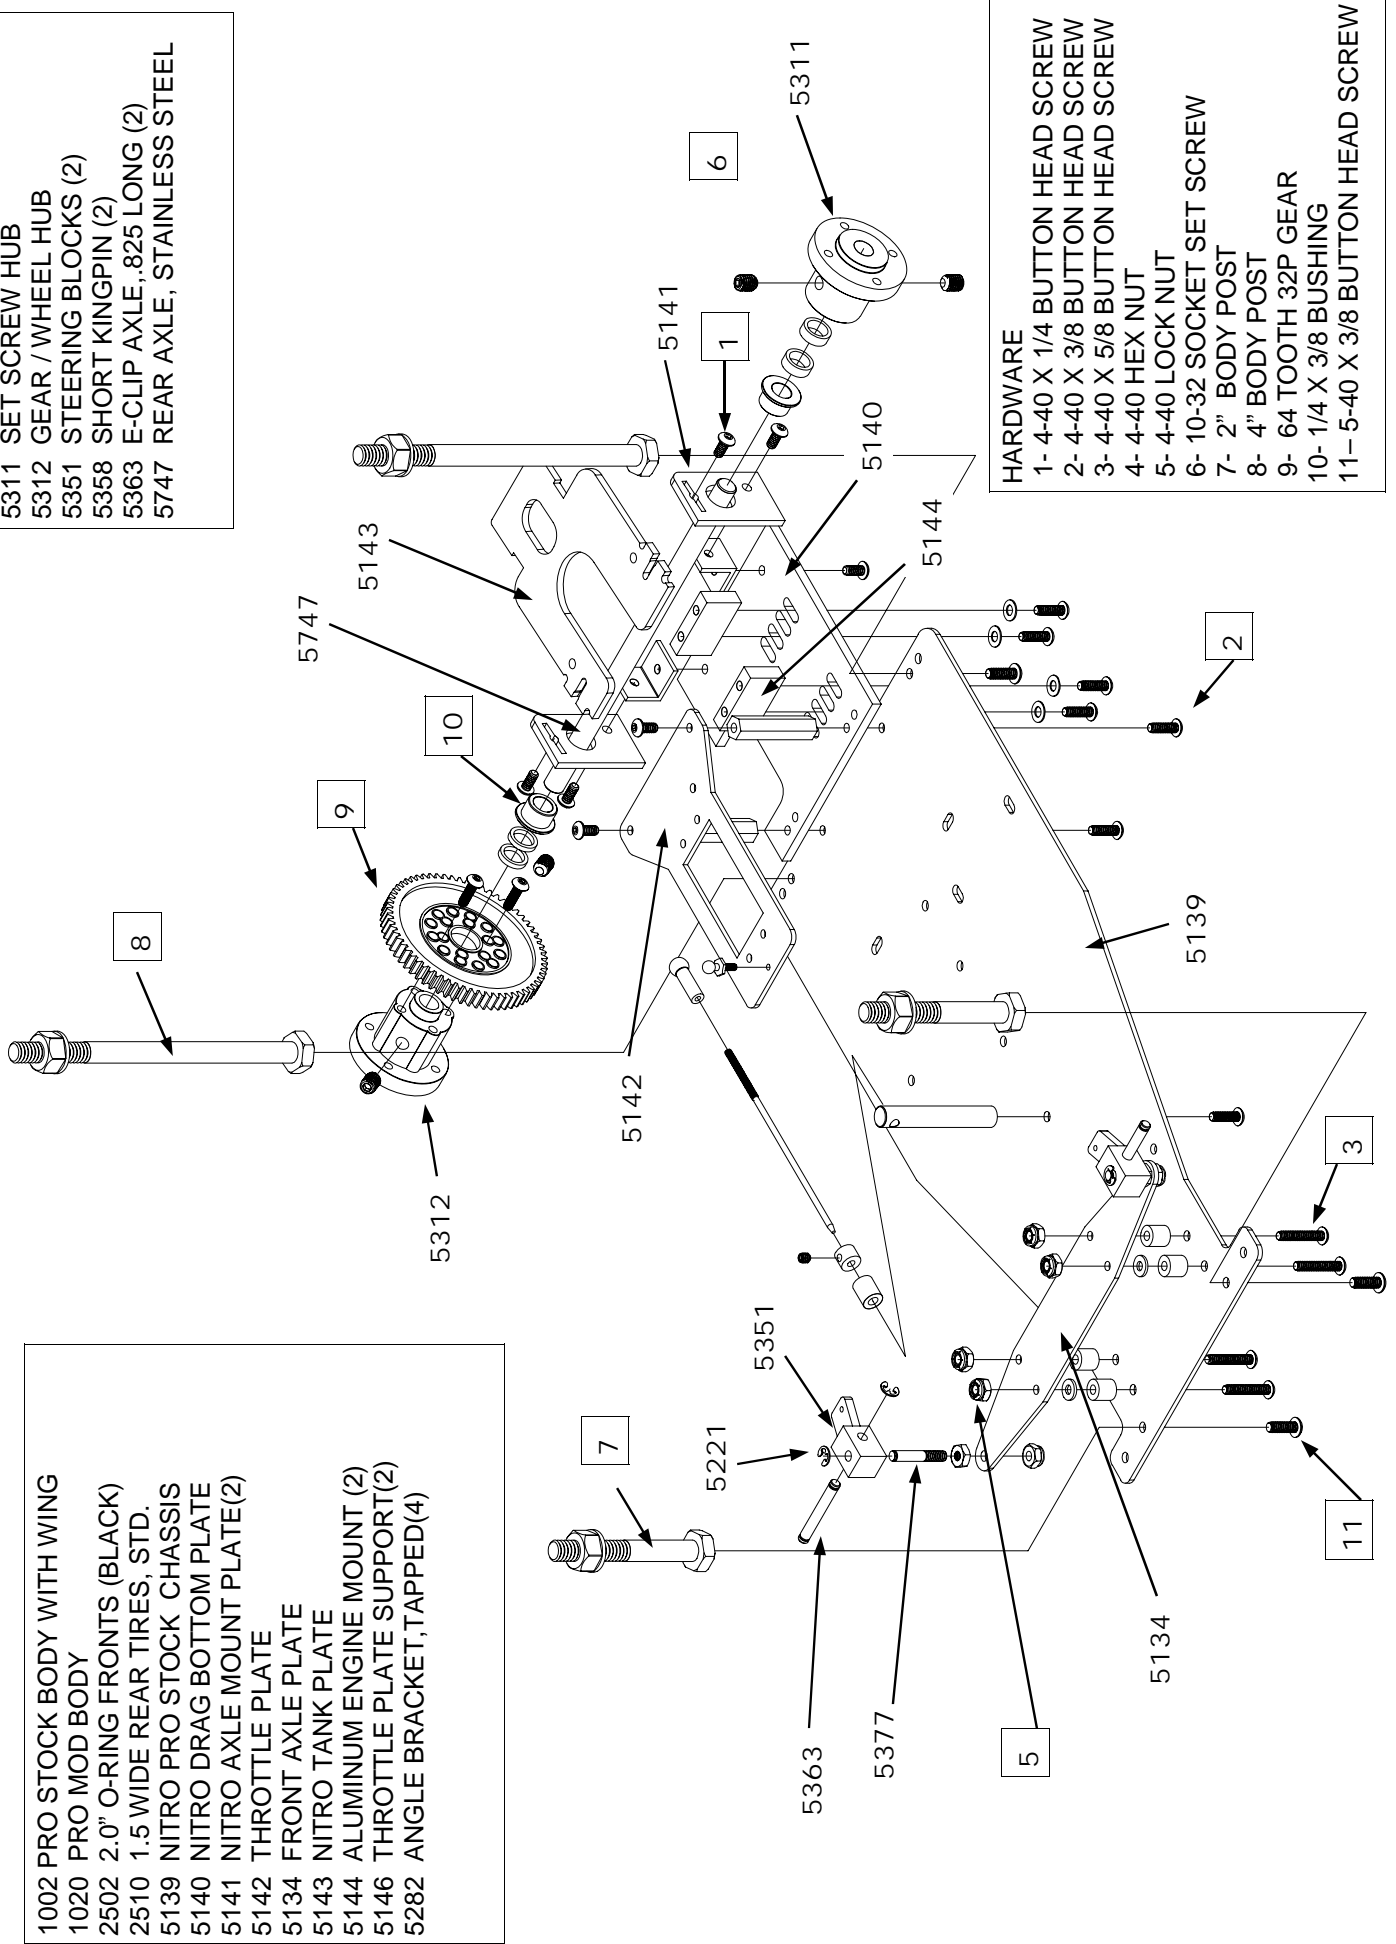 1002 PRO STOCK BODY WITH WING
1020 PRO MOD BODY
2502 2.0” O-RING FRONTS (BLACK)
2510 1.5 WIDE REAR TIRES, STD.
5139 NITRO PRO STOCK CHASSIS
5140 NITRO DRAG BOTTOM PLATE
5141 NITRO AXLE MOUNT PLATE(2)
5142 THROTTLE PLATE
5134 FRONT AXLE PLATE
5143 NITRO TANK PLATE
5144 ALUMINUM ENGINE MOUNT (2)
5146 THROTTLE PLATE SUPPORT(2)
5282 ANGLE BRACKET,TAPPED(4)
5311 SET SCREW HUB
5312 GEAR / WHEEL HUB
5351 STEERING BLOCKS (2)
5358 SHORT KINGPIN (2)
5363 E-CLIP AXLE,.825 LONG (2)
5747 REAR AXLE, STAINLESS STEEL
8
9
10
5747
5143
5311
6
5141
1
5140
5144
5312
5142
7
5221
5351
5363
5377
5
5134
5139
2
3
11
HARDWARE
1- 4-40 X 1/4 BUTTON HEAD SCREW
2- 4-40 X 3/8 BUTTON HEAD SCREW
3- 4-40 X 5/8 BUTTON HEAD SCREW
4- 4-40 HEX NUT
5- 4-40 LOCK NUT
6- 10-32 SOCKET SET SCREW
7- 2” BODY POST
8- 4” BODY POST
9- 64 TOOTH 32P GEAR
10- 1/4 X 3/8 BUSHING
11– 5-40 X 3/8 BUTTON HEAD SCREW